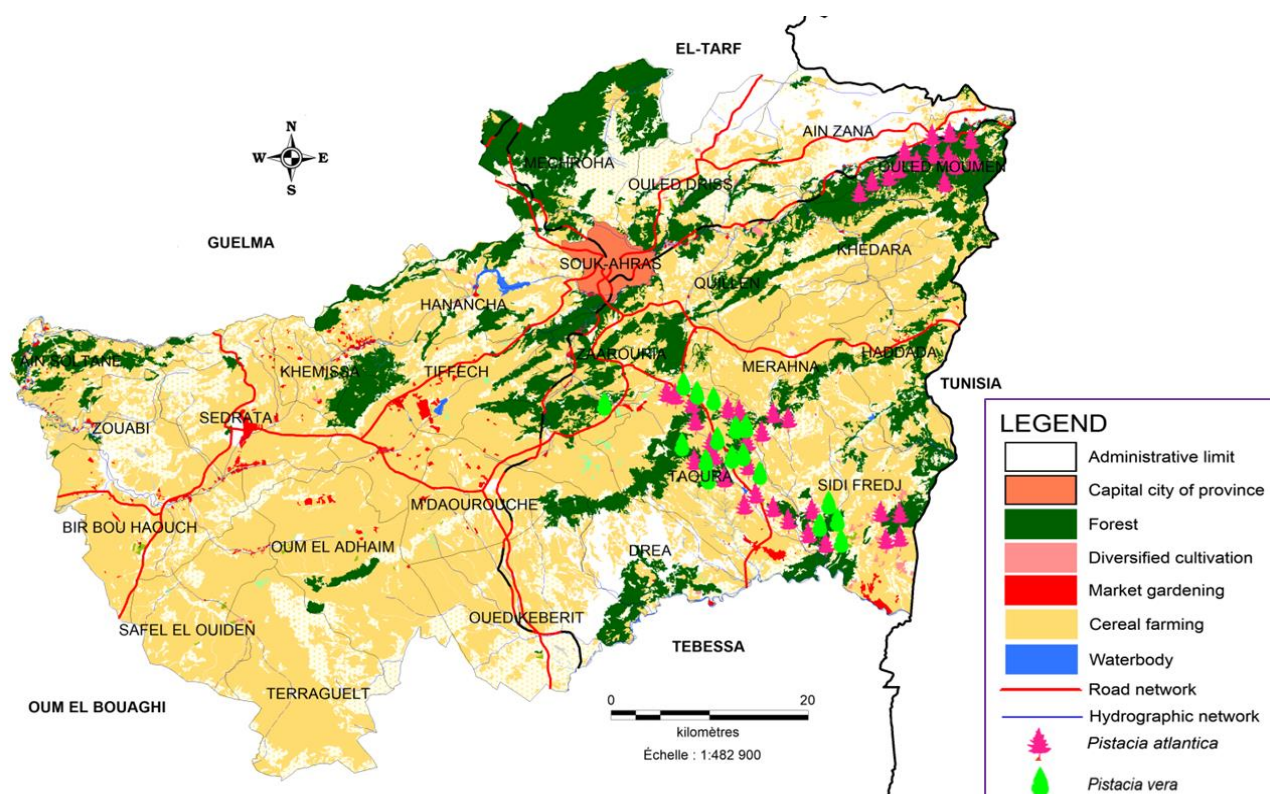 EL-TARF
N
W E
S
AIN ZANA
MECHROHA
OULED DRISS
OULED MOUMEN
GUELMA
KHEDARA
SOUK-AHRAS
QUILLEN
HANANCHA
ZAAROURIA
HADDADA
AIN SOLTANE
KHEMISSA
TIFFECH
MERAHNA
TUNISIA
SEDRATA
ZOUABI
TAOURA
SIDI FREDJ
M'DAOUROUCHE
BIR BOU HAOUCH
OUM EL ADHAIM
DREA
SAFEL EL OUIDEN
OUED KEBERIT
TEBESSA
TERRAGUELT
OUM EL BOUAGHI
0 20
kilomètres
Échelle : 1:482 900
LEGEND
Administrative limit
Capital city of province
Forest
Diversified cultivation
Market gardening
Cereal farming
Waterbody
Road network
Hydrographic network
Pistacia atlantica
Pistacia vera